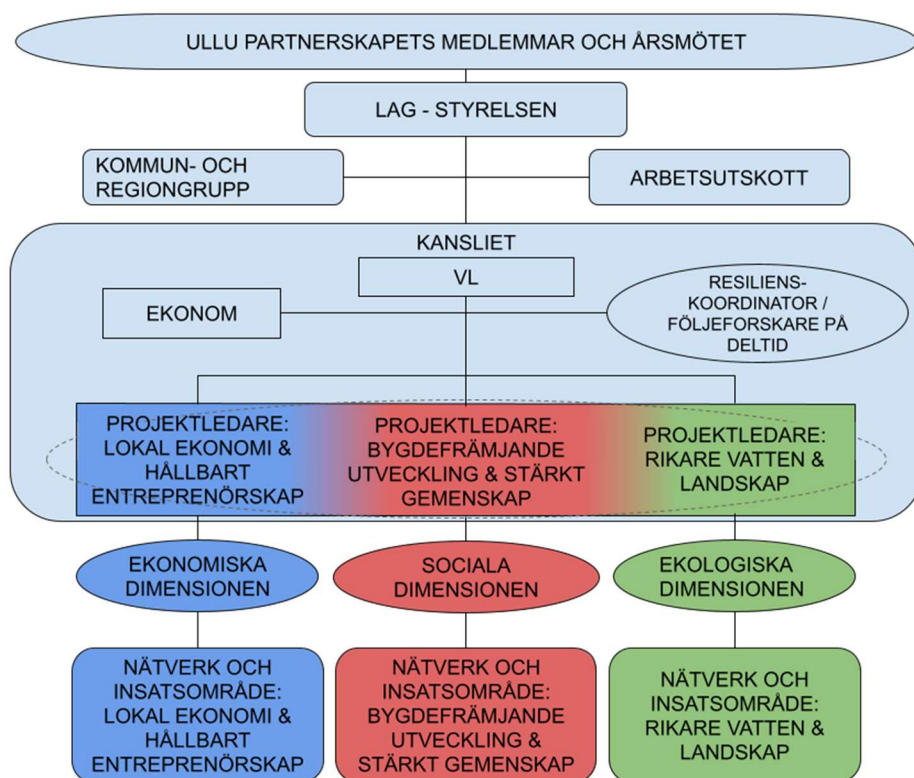 ULLU PARTNERSKAPETS MEDLEMMAR OCH ÅRSMÖTET
LAG - STYRELSEN
KOMMUN- OCH
REGIONGRUPP
ARBETSUTSKOTT
KANSLIET
VL
EKONOM
RESILIENS-
KOORDINATOR /
FÖLJEFORSKARE PÅ
DELTID
PROJEKTLEDARE:
LOKAL EKONOMI &
HÅLLBART
ENTREPRENÖRSKAP
PROJEKTLEDARE:
BYGDEFRÄMJANDE
UTVECKLING & STÄRKT
GEMENSKAP
PROJEKTLEDARE:
RIKARE VATTEN &
LANDSKAP
EKONOMISKA
DIMENSIONEN
SOCIALA
DIMENSIONEN
EKOLOGISKA
DIMENSIONEN
NÄTVERK OCH
INSATSOMRÅDE:
LOKAL EKONOMI &
HÅLLBART
ENTREPRENÖRSKAP
NÄTVERK OCH
INSATSOMRÅDE:
BYGDEFRÄMJANDE
UTVECKLING &
STÄRKT GEMENSKAP
NÄTVERK OCH
INSATSOMRÅDE:
RIKARE VATTEN &
LANDSKAP